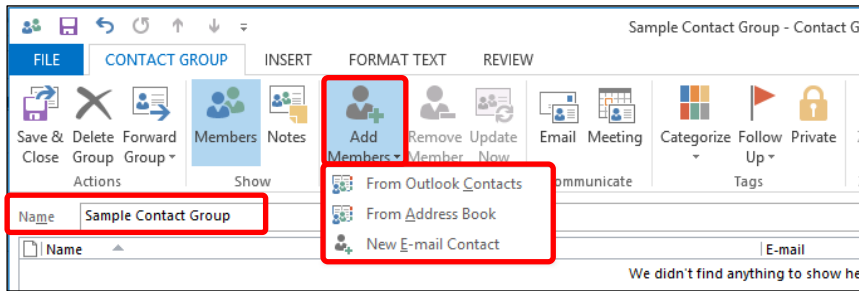 Sample Contact Group - Contact G
FILE CONTACT GROUP INSERT FORMAT TEXT REVIEW
Save & Delete Forward Members Notes Add Remove Update Email Meeting Categorize Follow Private
Close Group Group Members Member Now Up
Actions Show ommunicate Tags
From Outlook Contacts
Name Sample Contact Group
From Address Book
New E-mail Contact
Name E-mail
We didn't find anything to show he